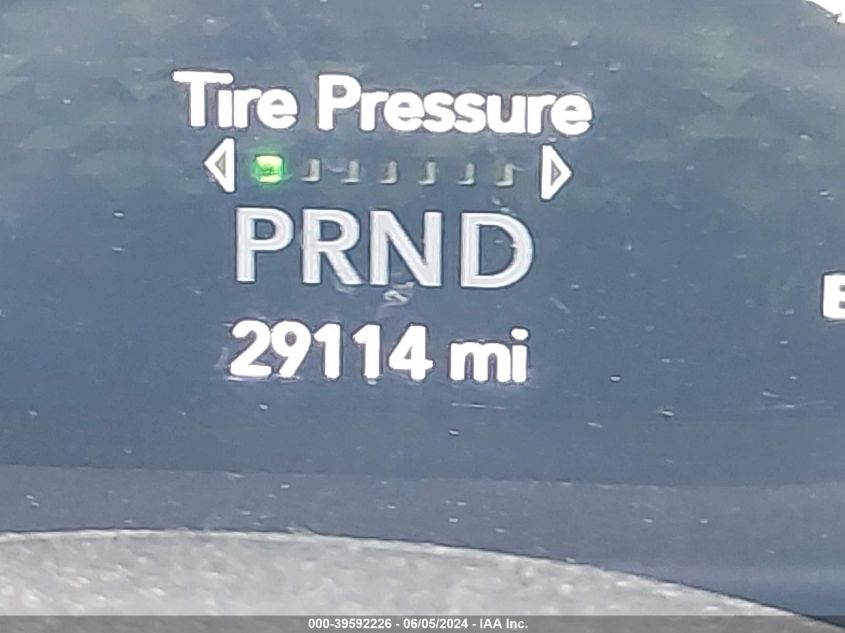 Tire Pressure
PRND
29114 mi
E
000-39592226 - 06/05/2024 - IAA Inc.